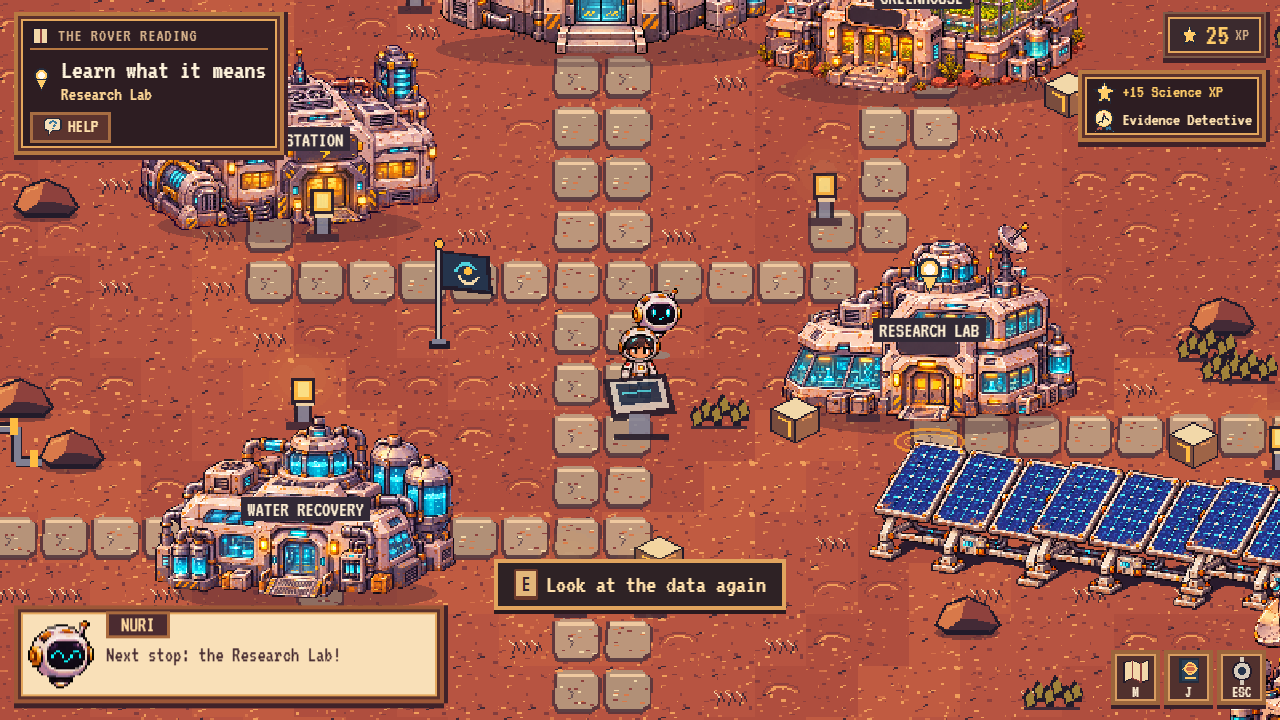 THE ROVER READING
Learn what it means
Research Lab
HELP
STATION
25 XP
+15 Science XP
Evidence Detective
RESEARCH LAB
WATER RECOVERY
E Look at the data again
NURI
Next stop: the Research Lab!
M
J
ESC